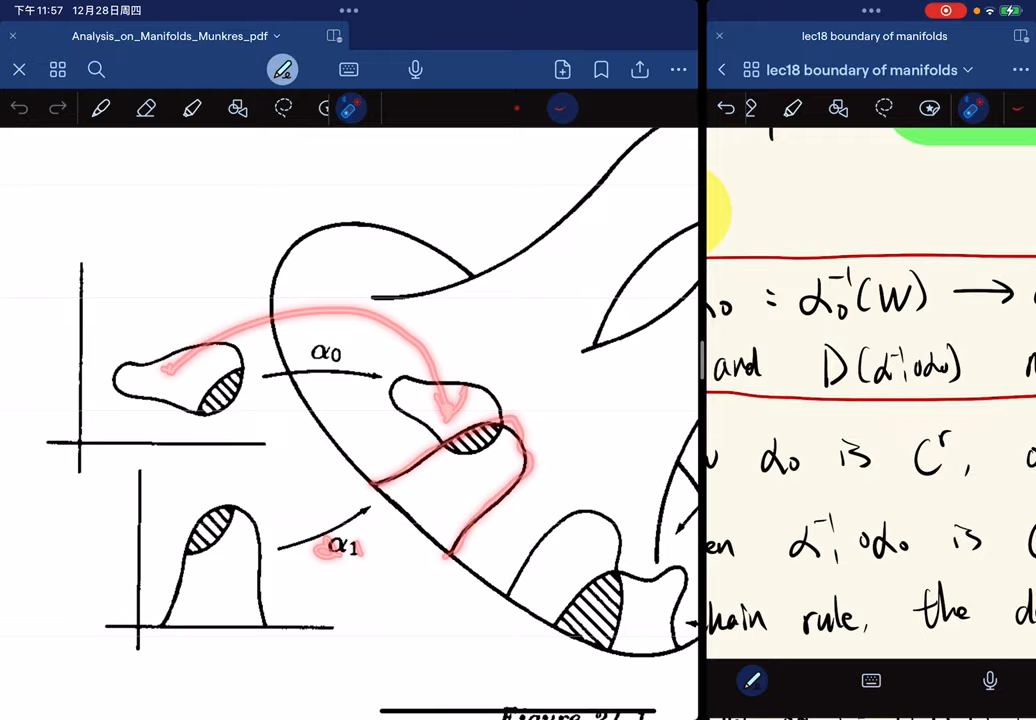 下午11:57 12月28日周四
Analysis_on_Manifolds_Munkres_pdf
lec18 boundary of manifolds
lec18 boundary of manifolds
α₀
α₁
: α₀⁻¹(W) →
and D(α₁⁻¹∘α₀)
α₀ is Cʳ,
α₁⁻¹∘α₀ is
rule, the